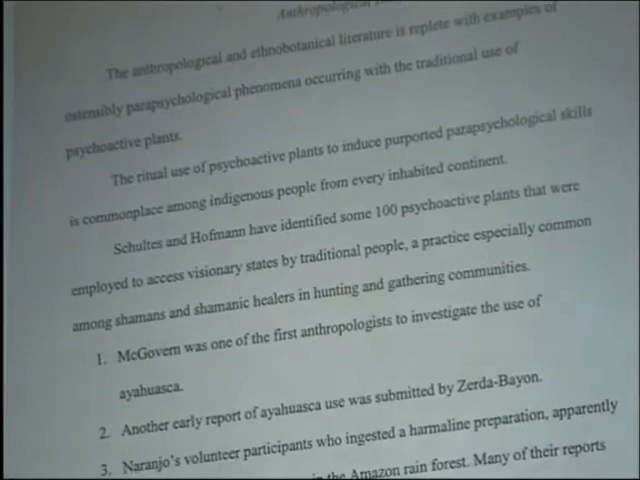 Anthropological
The anthropological and ethnobotanical literature is replete with examples of
ostensibly parapsychological phenomena occurring with the traditional use of
psychoactive plants.
The ritual use of psychoactive plants to induce purported parapsychological skills
is commonplace among indigenous people from every inhabited continent.
Schultes and Hofmann have identified some 100 psychoactive plants that were
employed to access visionary states by traditional people, a practice especially common
among shamans and shamanic healers in hunting and gathering communities.
1. McGovern was one of the first anthropologists to investigate the use of
ayahuasca.
2. Another early report of ayahuasca use was submitted by Zerda-Bayon.
3. Naranjo's volunteer participants who ingested a harmaline preparation, apparently
in the Amazon rain forest. Many of their reports